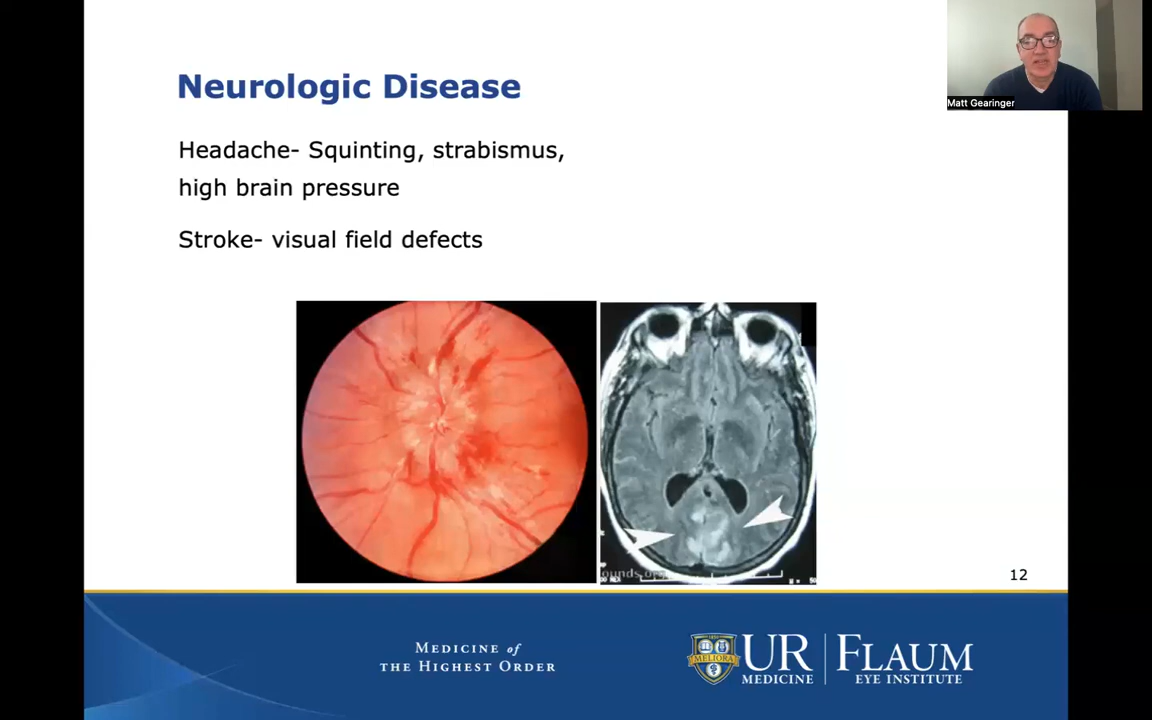 Neurologic Disease
Matt Gearinger
Headache- Squinting, strabismus,
high brain pressure
Stroke- visual field defects
12
MEDICINE of
THE HIGHEST ORDER
MELIORA
UR
MEDICINE
FLAUM
EYE INSTITUTE